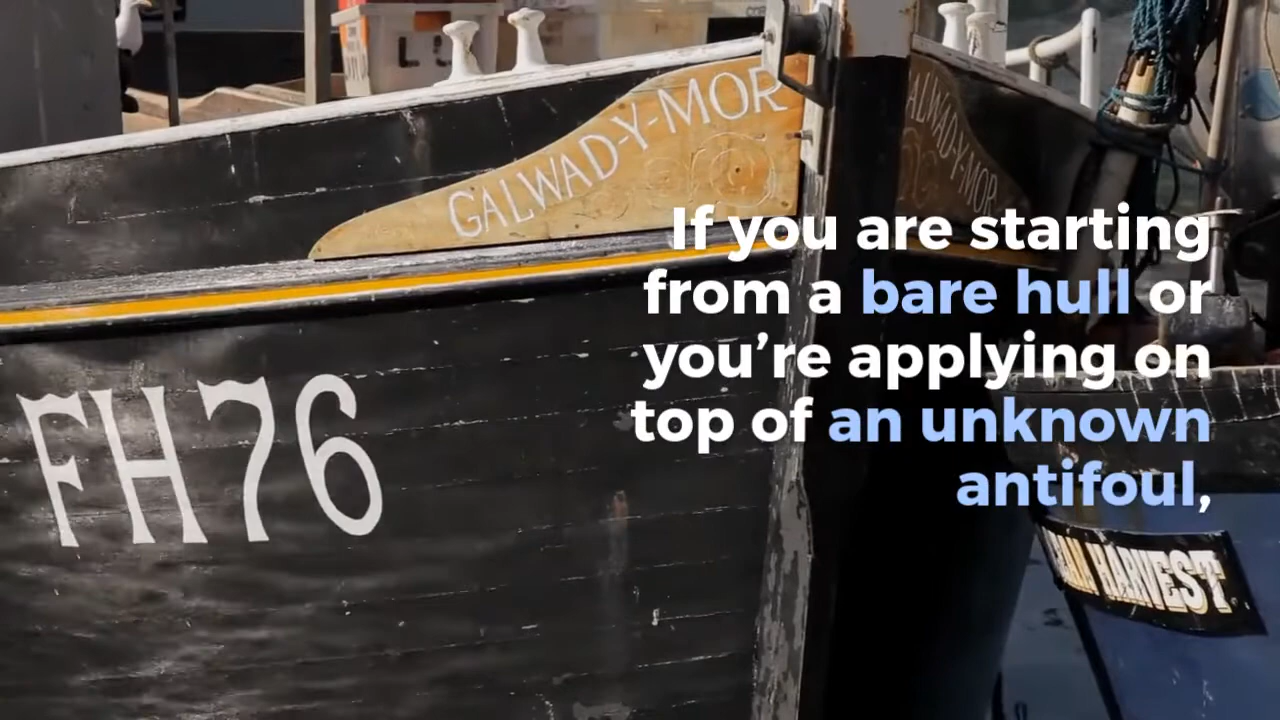 GALWAD-Y-MOR
ALWAD-Y-MOR
If you are starting
from a bare hull or
you’re applying on
top of an unknown
antifoul,
FH76
HARVEST